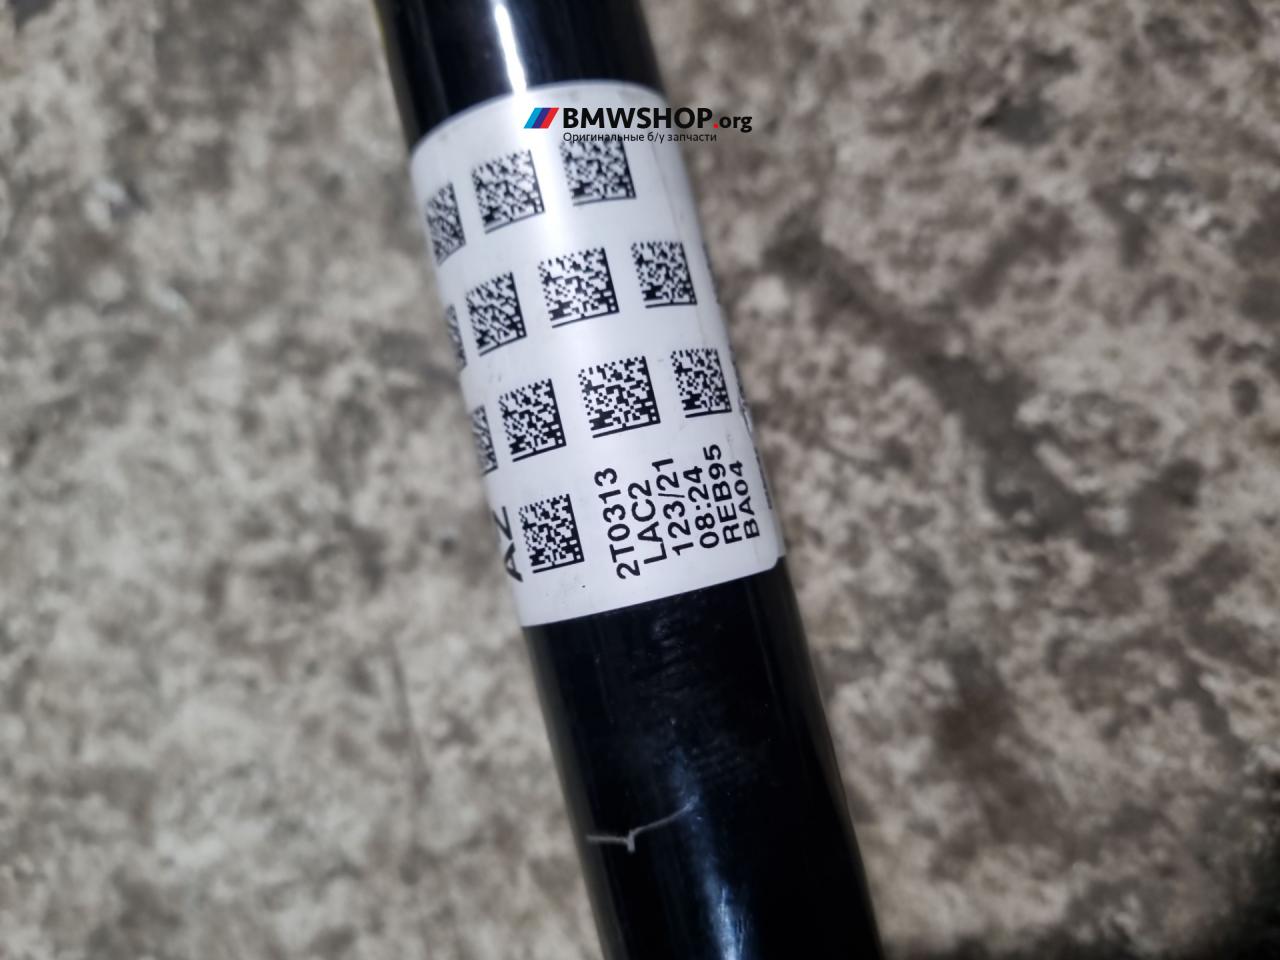 BMWSHOP.org
Оригинальные б/у запчасти
A2
2T0313
LAC2
123/21
08:24
REB95
BA04